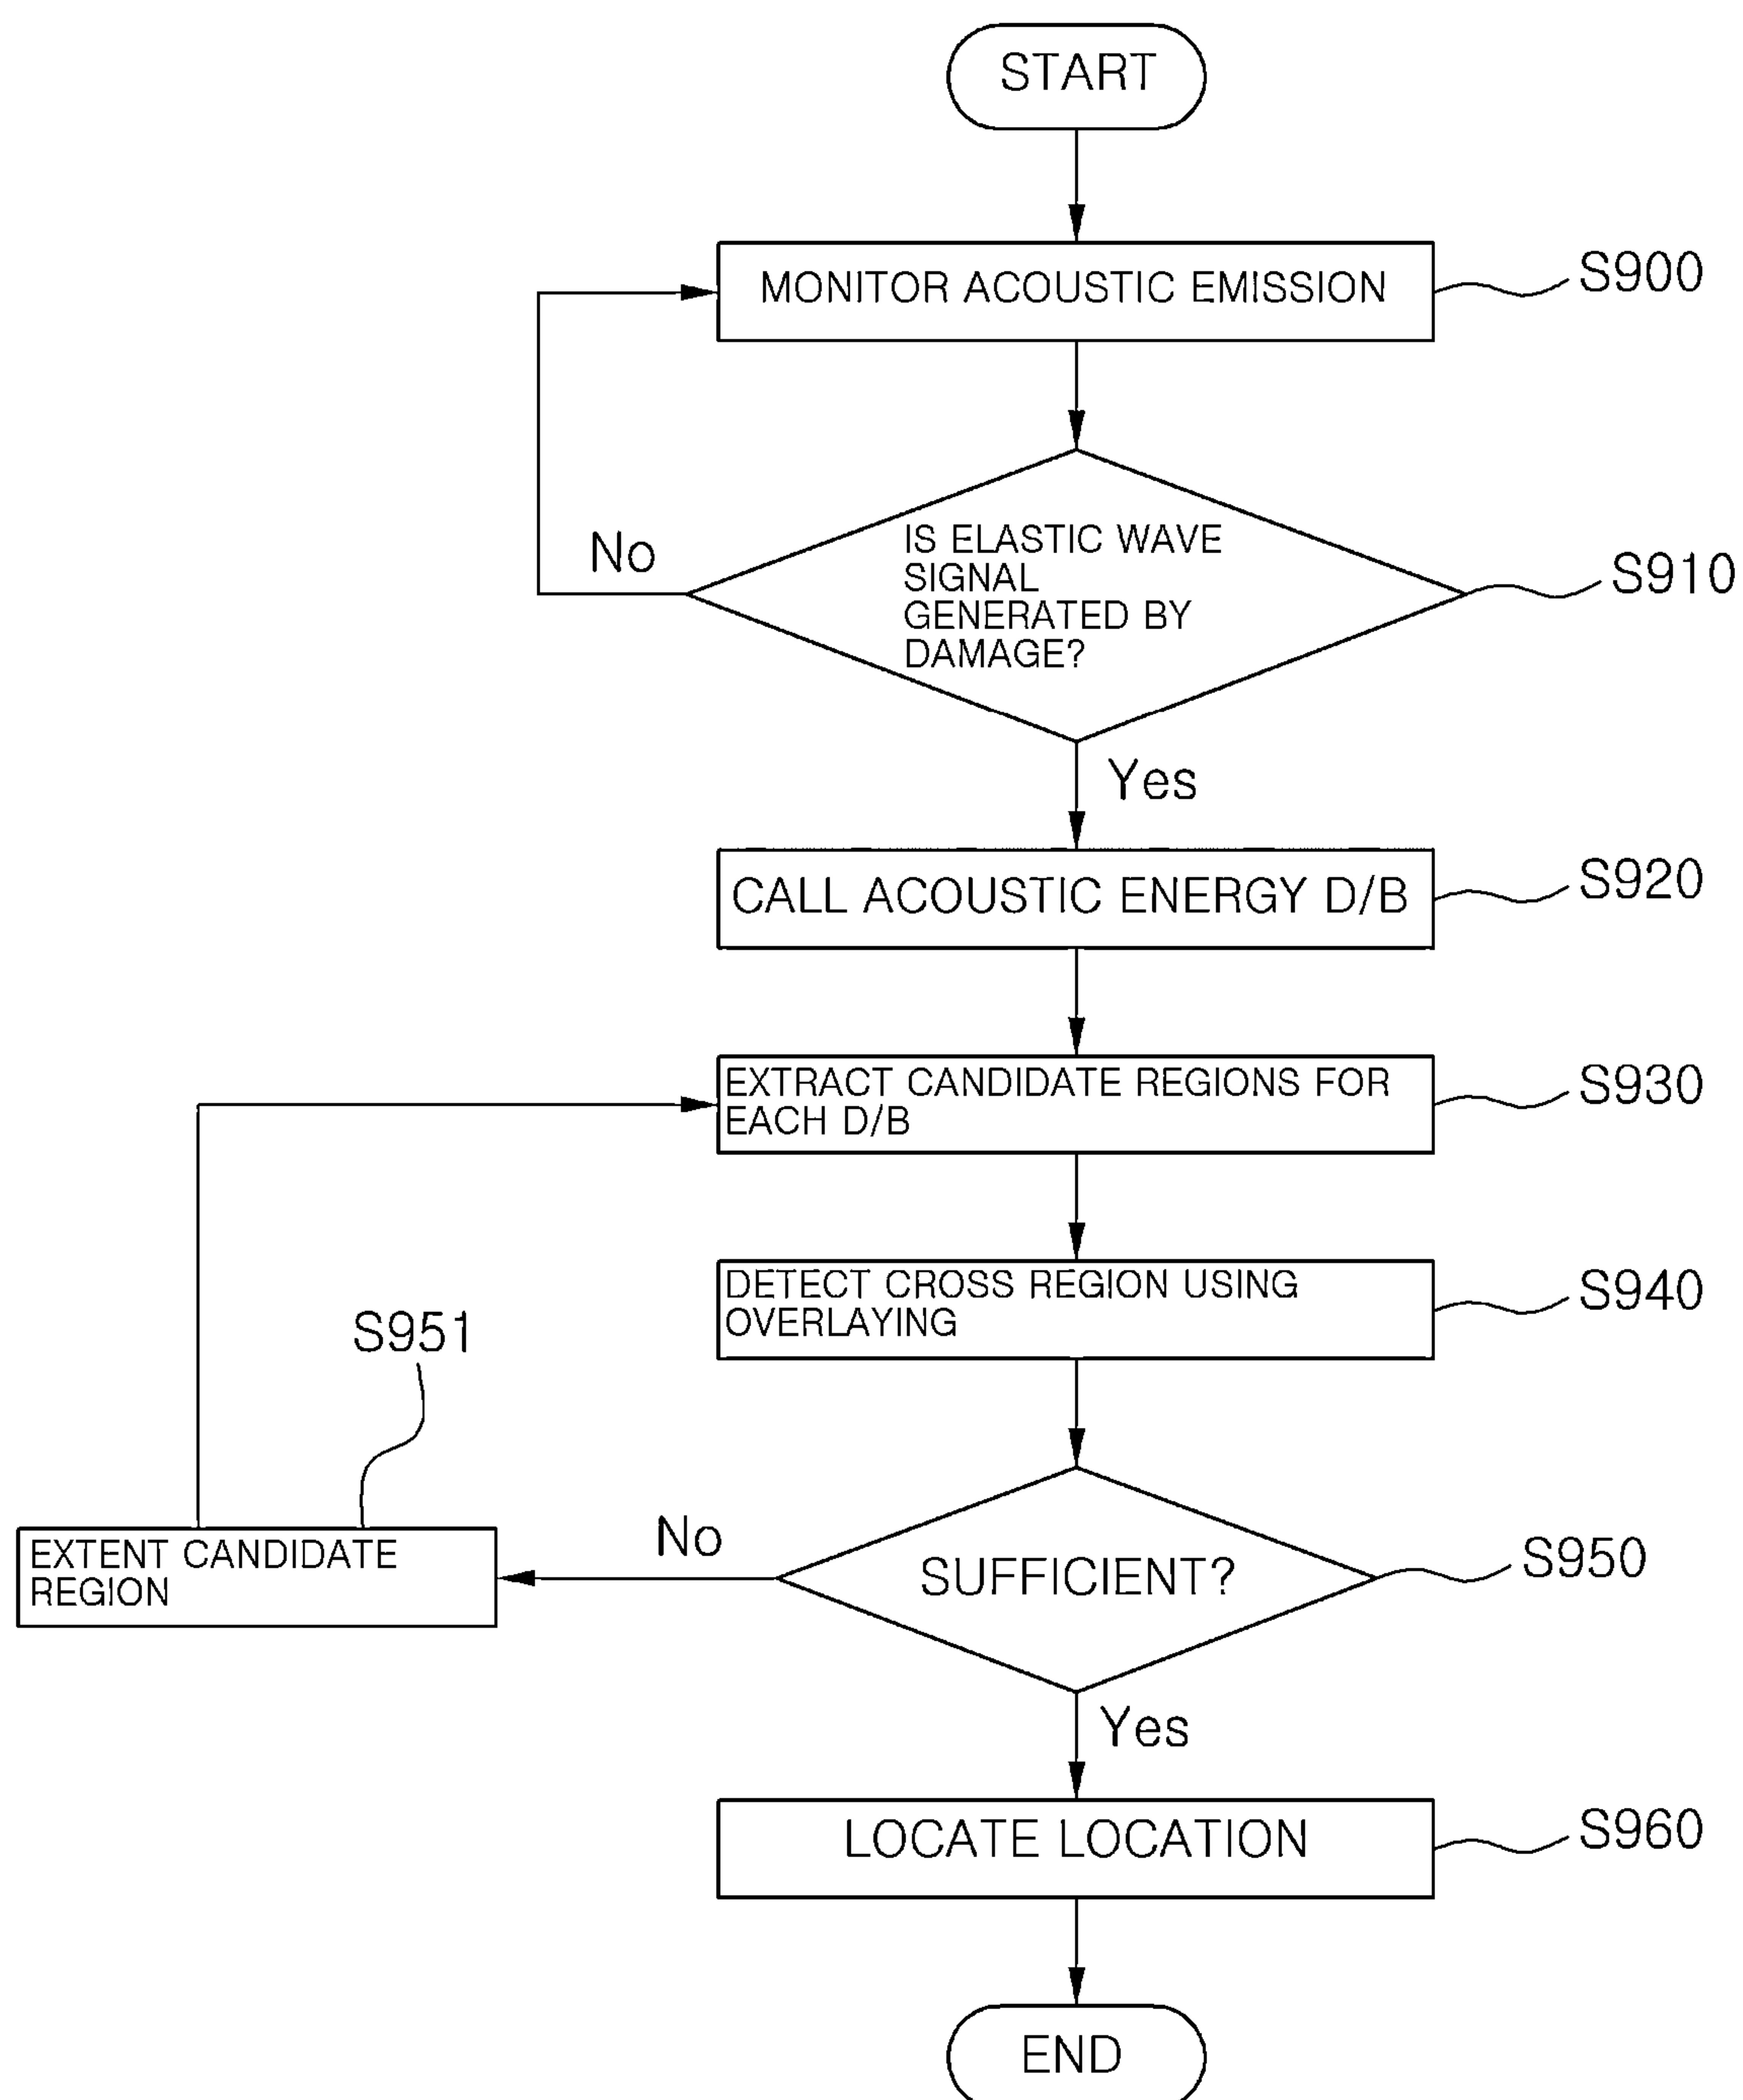 START
MONITOR ACOUSTIC EMISSION
S900
IS ELASTIC WAVE
SIGNAL
GENERATED BY
DAMAGE?
No
S910
Yes
CALL ACOUSTIC ENERGY D/B
S920
EXTRACT CANDIDATE REGIONS FOR
EACH D/B
S930
DETECT CROSS REGION USING
OVERLAYING
S940
S951
EXTENT CANDIDATE
REGION
No
SUFFICIENT?
S950
Yes
LOCATE LOCATION
S960
END